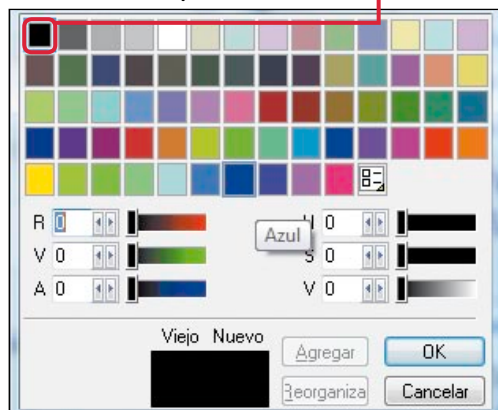 R 0 H 0
Azul
V 0 S 0
A 0 V 0
Viejo Nuevo
Agregar OK
Reorganiza Cancelar